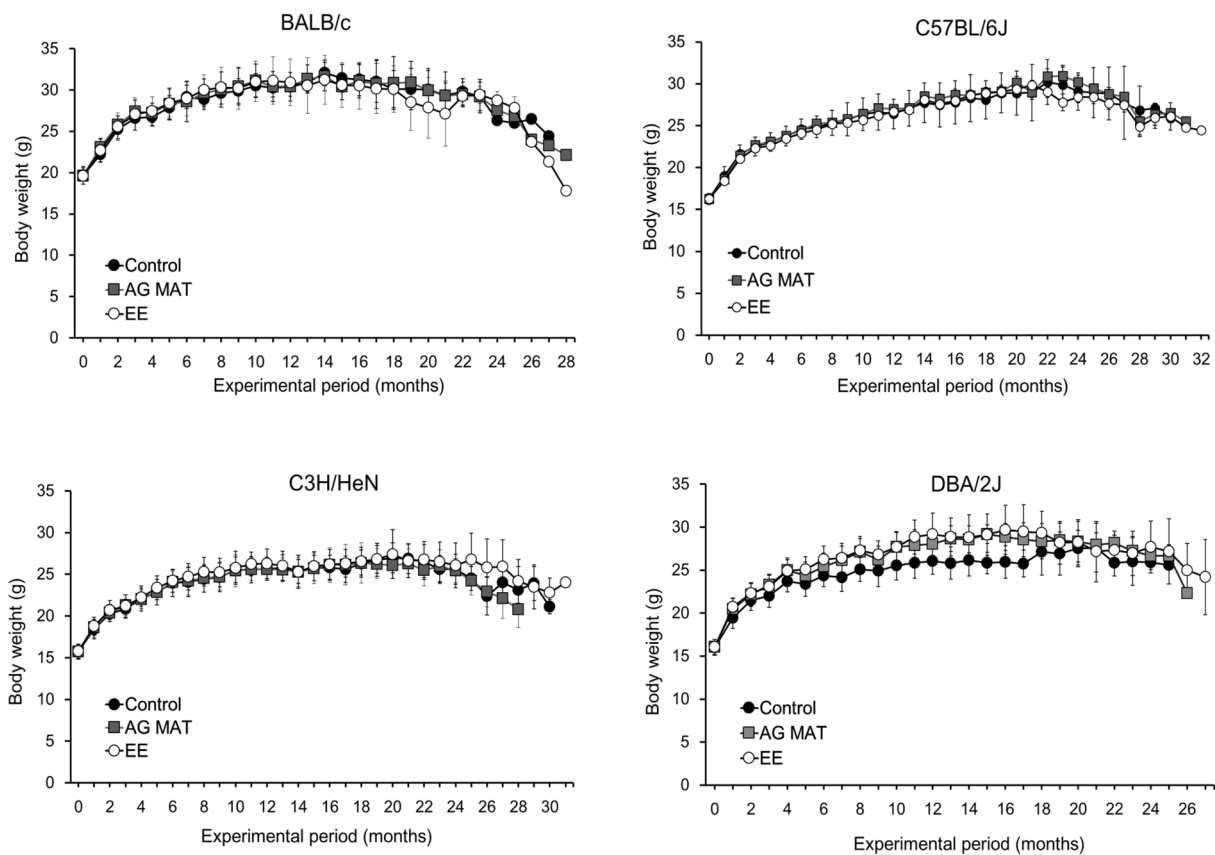 BALB/c
35
30
25
20
15
10
5
0
Body weight (g)
Control
AG MAT
EE
0 2 4 6 8 10 12 14 16 18 20 22 24 26 28
Experimental period (months)
C57BL/6J
35
30
25
20
15
10
5
0
Body weight (g)
Control
AG MAT
EE
0 2 4 6 8 10 12 14 16 18 20 22 24 26 28 30 32
Experimental period (months)
C3H/HeN
35
30
25
20
15
10
5
0
Body weight (g)
Control
AG MAT
EE
0 2 4 6 8 10 12 14 16 18 20 22 24 26 28 30
Experimental period (months)
DBA/2J
35
30
25
20
15
10
5
0
Body weight (g)
Control
AG MAT
EE
0 2 4 6 8 10 12 14 16 18 20 22 24 26
Experimental period (months)